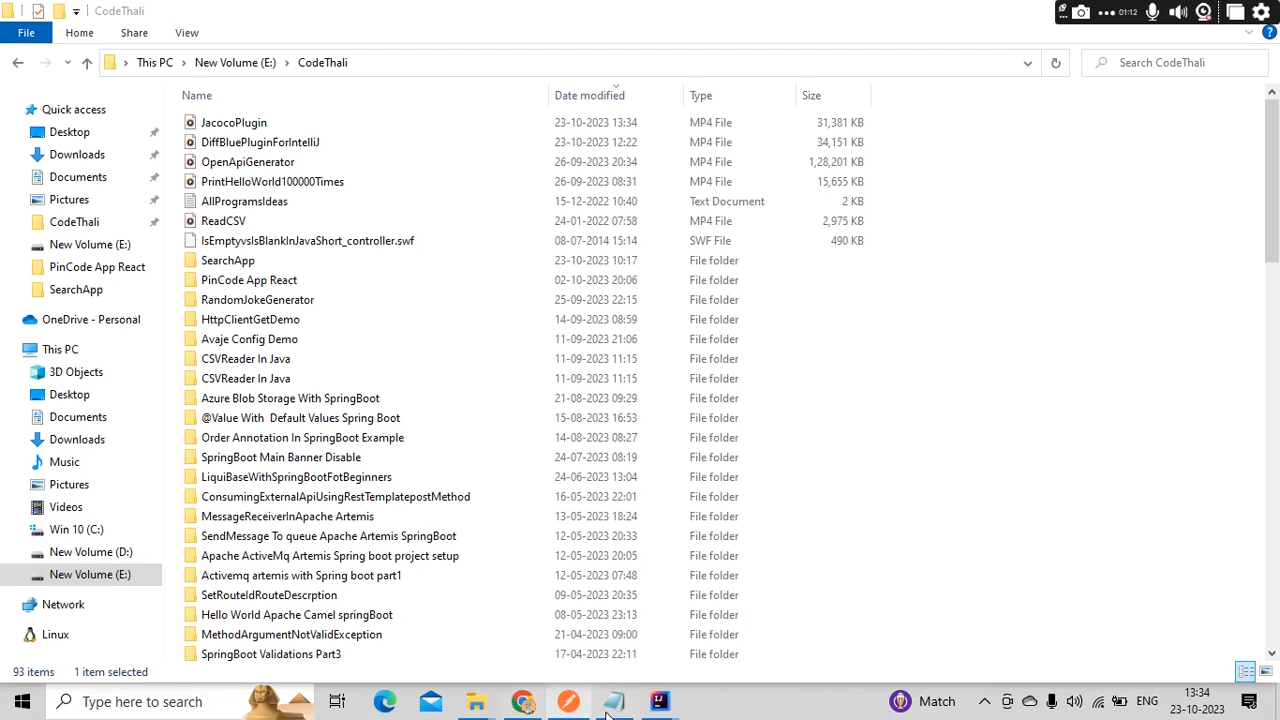 CodeThali
01:12
File Home Share View
This PC New Volume (E:) CodeThali
Search CodeThali
Name Date modified Type Size
Quick access
Desktop
Downloads
Documents
Pictures
CodeThali
New Volume (E:)
PinCode App React
SearchApp
OneDrive - Personal
This PC
3D Objects
Desktop
Documents
Downloads
Music
Pictures
Videos
Win 10 (C:)
New Volume (D:)
New Volume (E:)
Network
Linux
JacocoPlugin 23-10-2023 13:34 MP4 File 31,381 KB
DiffBluePluginForIntelliJ 23-10-2023 12:22 MP4 File 34,151 KB
OpenApiGenerator 26-09-2023 20:34 MP4 File 1,28,201 KB
PrintHelloWorld100000Times 26-09-2023 08:31 MP4 File 15,655 KB
AllProgramsIdeas 15-12-2022 10:40 Text Document 2 KB
ReadCSV 24-01-2022 07:58 MP4 File 2,975 KB
IsEmptyvsIsBlankInJavaShort_controller.swf 08-07-2014 15:14 SWF File 490 KB
SearchApp 23-10-2023 10:17 File folder
PinCode App React 02-10-2023 20:06 File folder
RandomJokeGenerator 25-09-2023 22:15 File folder
HttpClientGetDemo 14-09-2023 08:59 File folder
Avaje Config Demo 11-09-2023 21:06 File folder
CSVReader In Java 11-09-2023 11:15 File folder
CSVReader In Java 11-09-2023 11:15 File folder
Azure Blob Storage With SpringBoot 21-08-2023 09:29 File folder
@Value With Default Values Spring Boot 15-08-2023 16:53 File folder
Order Annotation In SpringBoot Example 14-08-2023 08:27 File folder
SpringBoot Main Banner Disable 24-07-2023 08:19 File folder
LiquiBaseWithSpringBootFotBeginners 24-06-2023 13:04 File folder
ConsumingExternalApiUsingRestTemplatepostMethod 16-05-2023 22:01 File folder
MessageReceiverInApache Artemis 13-05-2023 18:24 File folder
SendMessage To queue Apache Artemis SpringBoot 12-05-2023 20:33 File folder
Apache ActiveMq Artemis Spring boot project setup 12-05-2023 20:05 File folder
Activemq artemis with Spring boot part1 12-05-2023 07:48 File folder
SetRouteIdRouteDescrption 09-05-2023 20:35 File folder
Hello World Apache Camel springBoot 08-05-2023 23:13 File folder
MethodArgumentNotValidException 21-04-2023 09:00 File folder
SpringBoot Validations Part3 17-04-2023 22:11 File folder
93 items 1 item selected
Type here to search
Match
ENG
13:34
23-10-2023